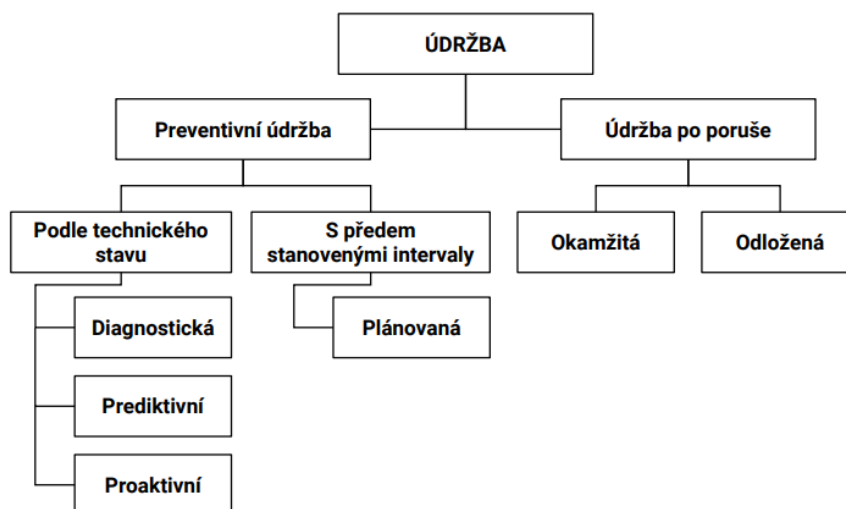 ÚDRŽBA
Preventivní údržba
Údržba po poruše
Podle technického
stavu
S předem
stanovenými intervaly
Okamžitá
Odložená
Diagnostická
Plánovaná
Prediktivní
Proaktivní